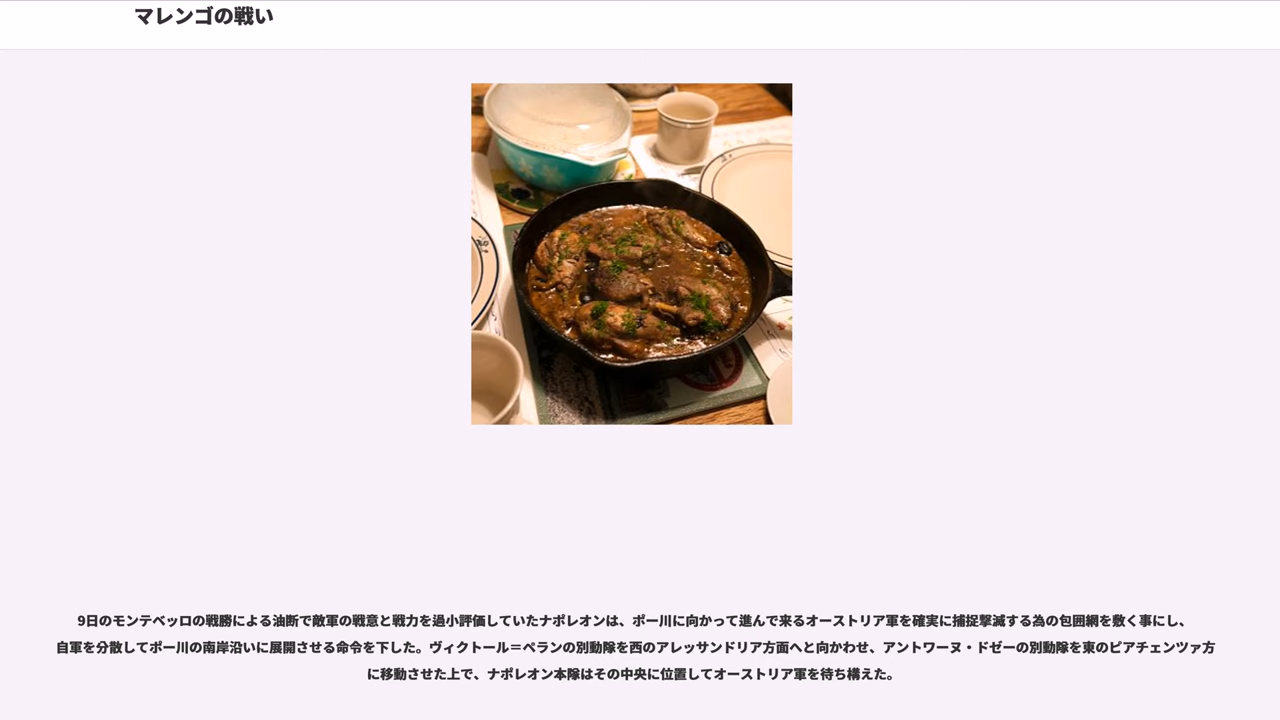 マレンゴの戦い
9日のモンテベッロの戦勝による油断で敵軍の戦意と戦力を過小評価していたナポレオンは、ポー川に向かって進んで来るオーストリア軍を確実に捕捉撃滅する為の包囲網を敷く事にし、
自軍を分散してポー川の南岸沿いに展開させる命令を下した。ヴィクトール＝ペランの別動隊を西のアレッサンドリア方面へと向かわせ、アントワーヌ・ドゼーの別動隊を東のピアチェンツァ方
に移動させた上で、ナポレオン本隊はその中央に位置してオーストリア軍を待ち構えた。